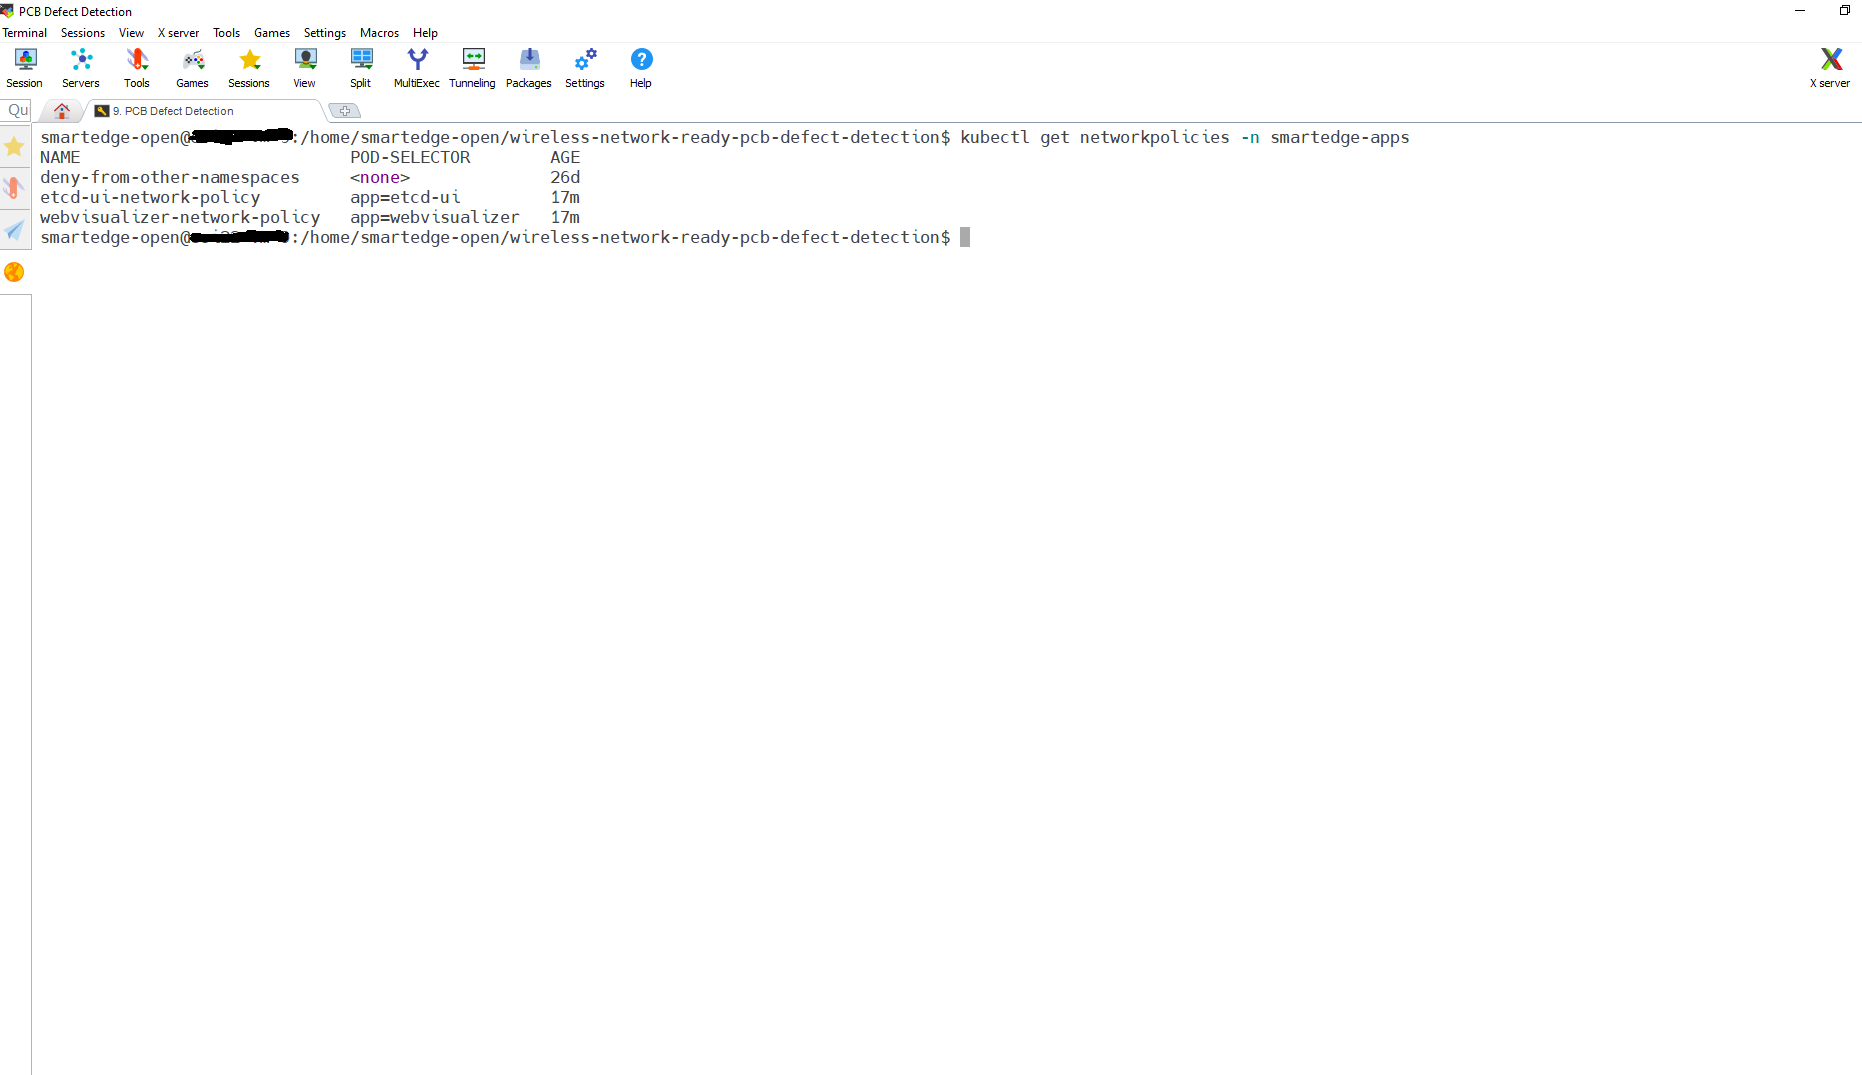 PCB Defect Detection
Terminal Sessions View X server Tools Games Settings Macros Help
Session Servers Tools Games Sessions View Split MultiExec Tunneling Packages Settings Help X server
Qu 9. PCB Defect Detection
smartedge-open@ :/home/smartedge-open/wireless-network-ready-pcb-defect-detection$ kubectl get networkpolicies -n smartedge-apps
NAME POD-SELECTOR AGE
deny-from-other-namespaces <none> 26d
etcd-ui-network-policy app=etcd-ui 17m
webvisualizer-network-policy app=webvisualizer 17m
smartedge-open@ :/home/smartedge-open/wireless-network-ready-pcb-defect-detection$